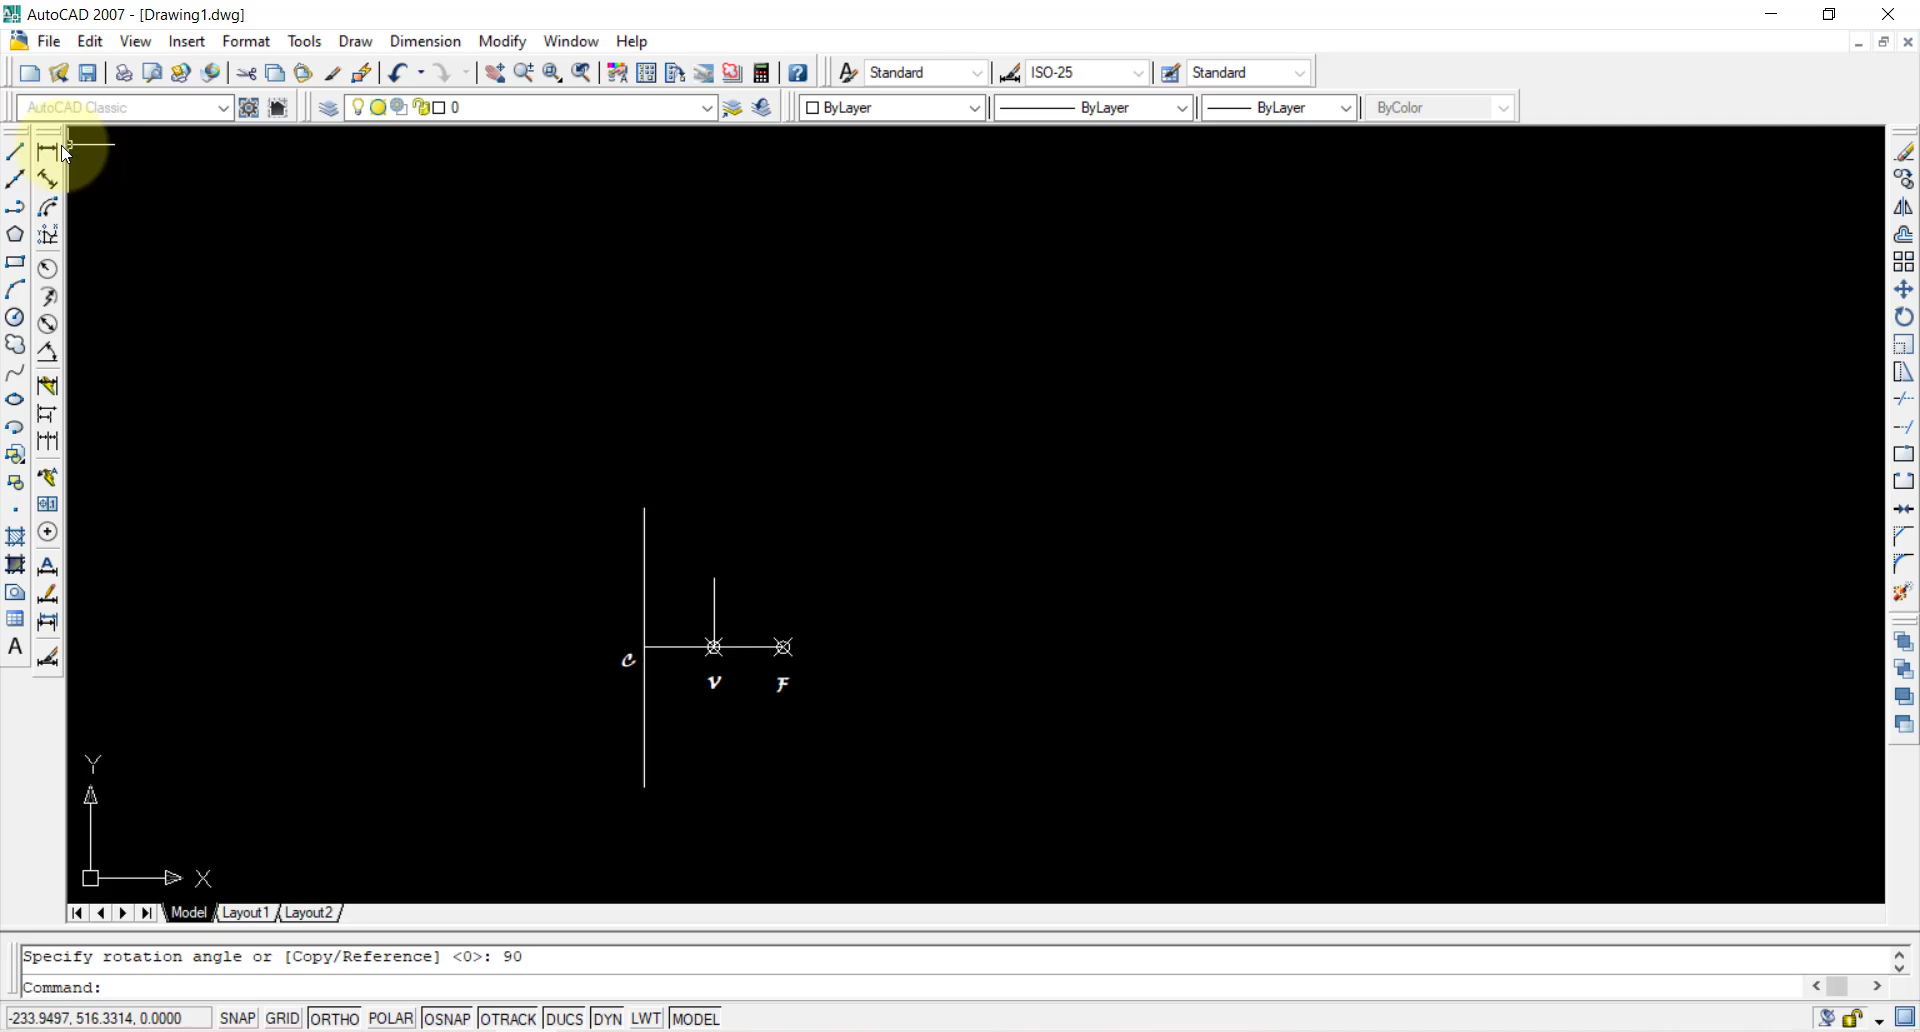 AutoCAD 2007 - [Drawing1.dwg]
File Edit View Insert Format Tools Draw Dimension Modify Window Help
Standard ISO-25 Standard
AutoCAD Classic 0 ByLayer ByLayer ByLayer ByColor
C
V F
Y
X
Model Layout1 Layout2
Specify rotation angle or [Copy/Reference] <0>: 90
Command:
-233.9497, 516.3314, 0.0000 SNAP GRID ORTHO POLAR OSNAP OTRACK DUCS DYN LWT MODEL